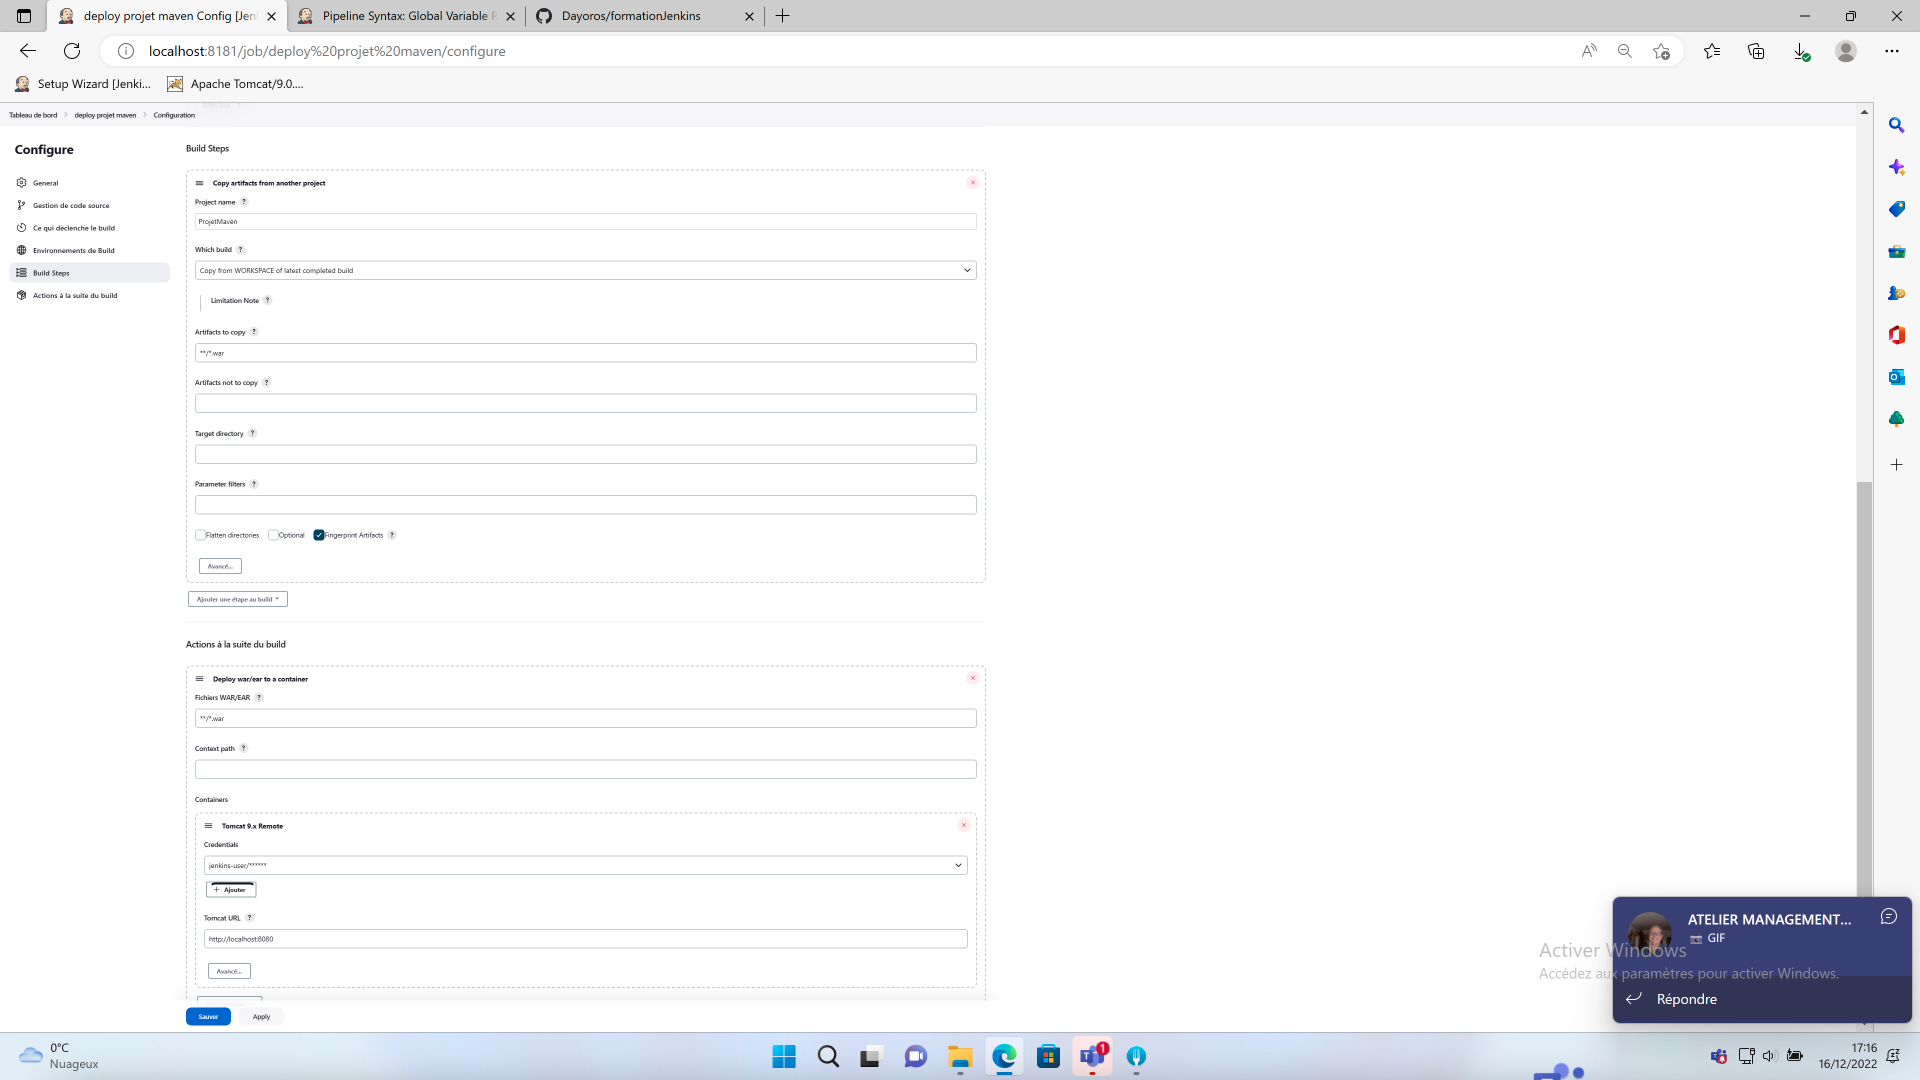 deploy projet maven Config [Jen
Pipeline Syntax: Global Variable R
Dayoros/formationJenkins
localhost:8181/job/deploy%20projet%20maven/configure
Setup Wizard [Jenki...
Apache Tomcat/9.0....
Tableau de bord
deploy projet maven
Configuration
Configure
General
Gestion de code source
Ce qui déclenche le build
Environnements de Build
Build Steps
Actions à la suite du build
Build Steps
Copy artifacts from another project
Project name ?
ProjetMaven
Which build ?
Copy from WORKSPACE of latest completed build
Limitation Note ?
Artifacts to copy ?
**/*.war
Artifacts not to copy ?
Target directory ?
Parameter filters ?
Flatten directories Optional Fingerprint Artifacts ?
Avancé...
Ajouter une étape au build
Actions à la suite du build
Deploy war/ear to a container
Fichiers WAR/EAR ?
**/*.war
Context path ?
Containers
Tomcat 9.x Remote
Credentials
jenkins-user/******
+ Ajouter
Tomcat URL ?
http://localhost:8080
Avancé...
Sauver
Apply
ATELIER MANAGEMENT...
GIF
Activer Windows
Accédez aux paramètres pour activer Windows.
Répondre
0°C
Nuageux
1
17:16
16/12/2022